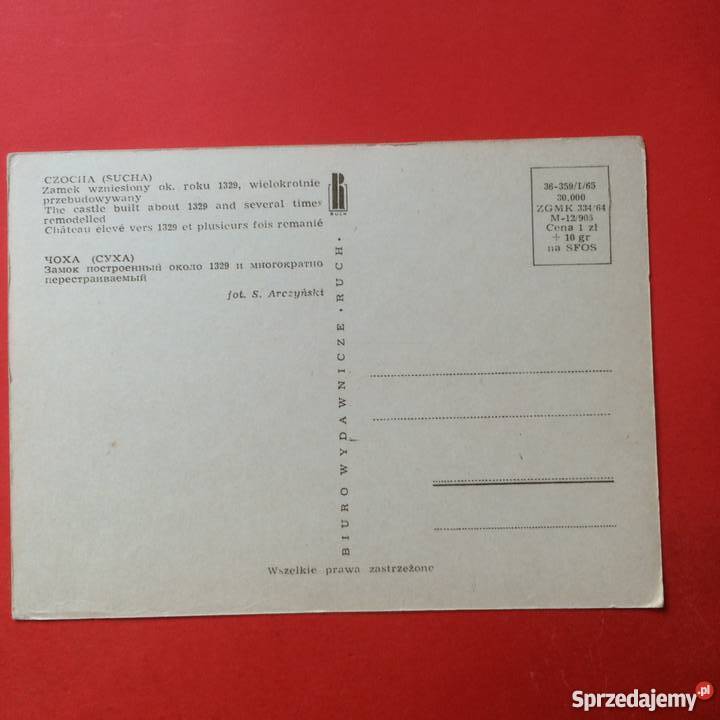 CZOCHA (SUCHA)
Zamek wzniesiony ok. roku 1329, wielokrotnie
przebudowywany
The castle built about 1329 and several times
remodelled
Château élevé vers 1329 et plusieurs fois remanié
ЧОХА (СУХА)
Замок построенный около 1329 и многократно
перестраиваемый
fot. S. Arczyński
RUCH
BIURO WYDAWNICZE • RUCH •
36-359/I/65
30.000
ZGMK 334/64
M-12/905
Cena 1 zł
+ 10 gr
na SFOS
Wszelkie prawa zastrzeżone
Sprzedajemy.pl